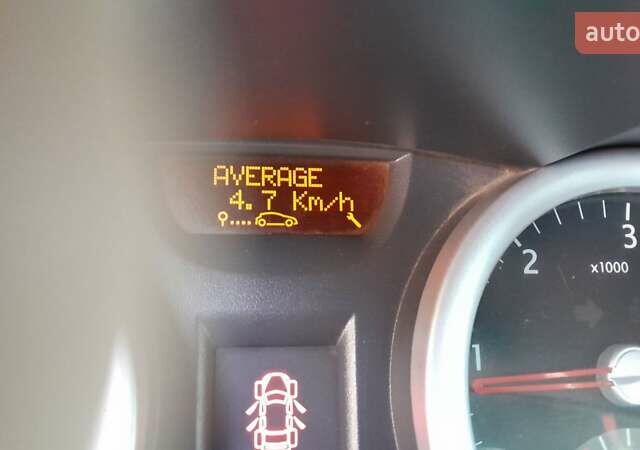 auto
AVERAGE
4.7 Km/h
3
2
x1000
1